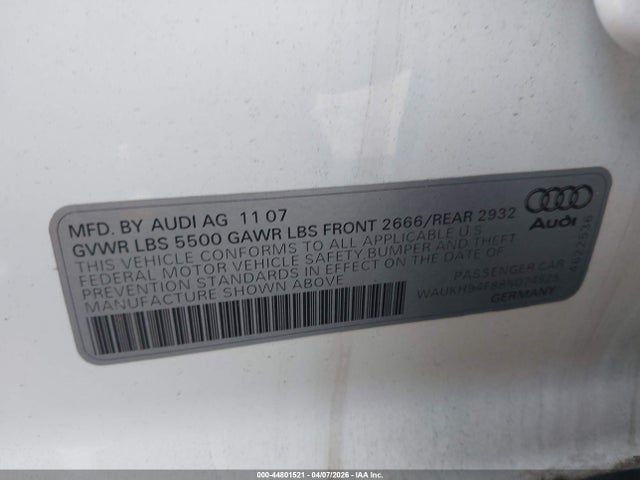 MFD. BY AUDI AG 11 07
GVWR LBS 5500 GAWR LBS FRONT 2666/REAR 2932
THIS VEHICLE CONFORMS TO ALL APPLICABLE U.S
FEDERAL MOTOR VEHICLE SAFETY,BUMPER AND THEFT
PREVENTION STANDARDS IN EFFECT ON THE DATE OF
MANUFACTURE SHOWN ABOVE
PASSENGER CAR
GERMANY
Audi
000-44801521 - 04/07/2026 - Copyright © IAA, Inc.